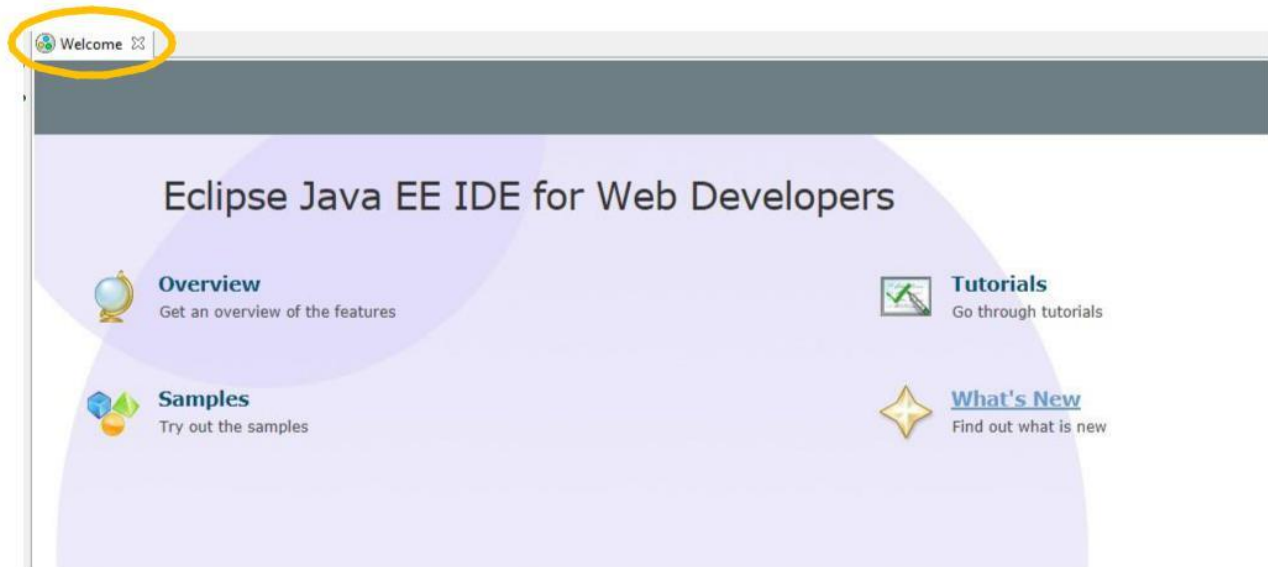 Welcome
Eclipse Java EE IDE for Web Developers
Overview
Get an overview of the features
Tutorials
Go through tutorials
Samples
Try out the samples
What's New
Find out what is new